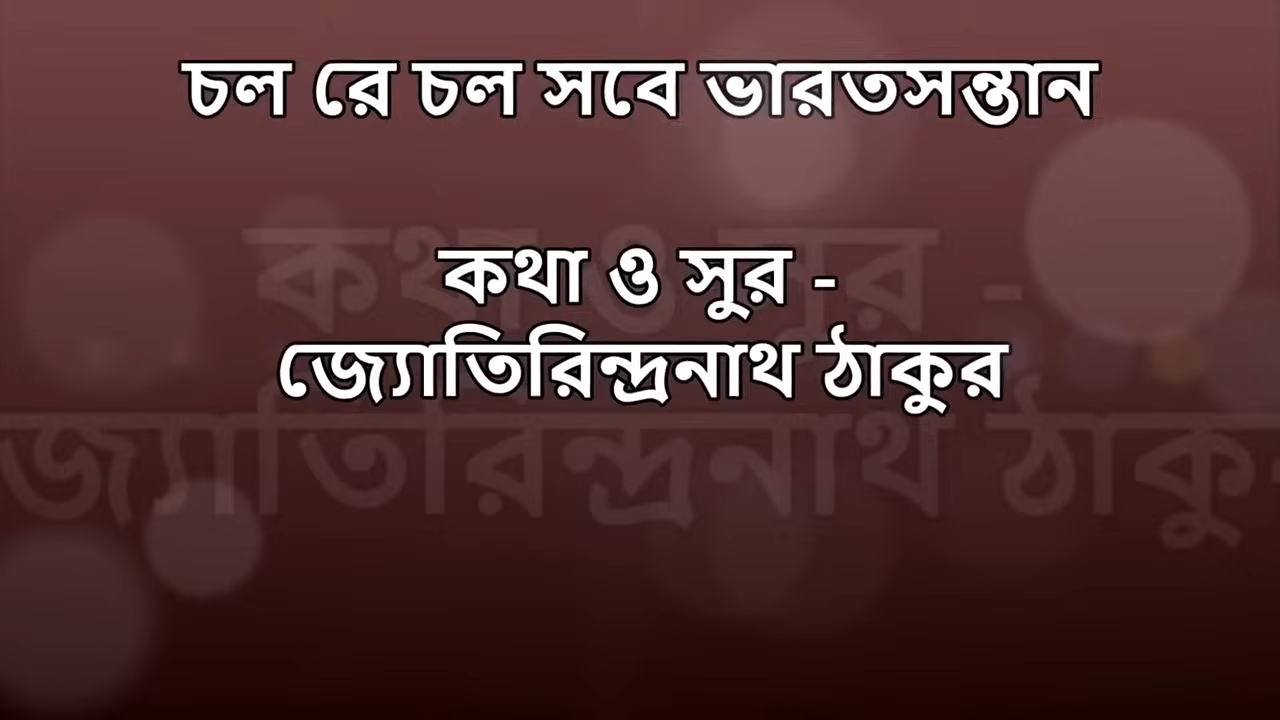 চল রে চল সবে ভারতসন্তান
কথা ও সুর -
জ্যোতিরিন্দ্রনাথ ঠাকুর